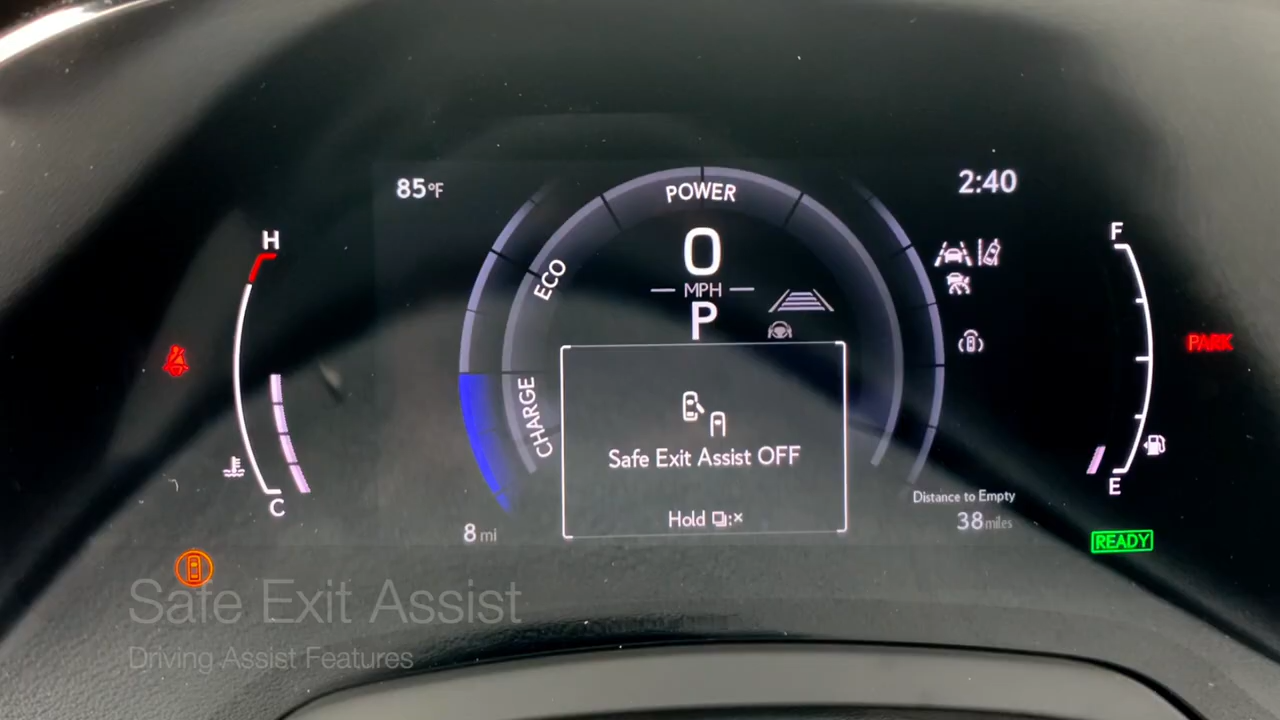 85°F
2:40
POWER
H
F
0
ECO
MPH
P
PARK
CHARGE
Safe Exit Assist OFF
E
Distance to Empty
C
Hold :×
38 miles
8 mi
READY
Safe Exit Assist
Driving Assist Features